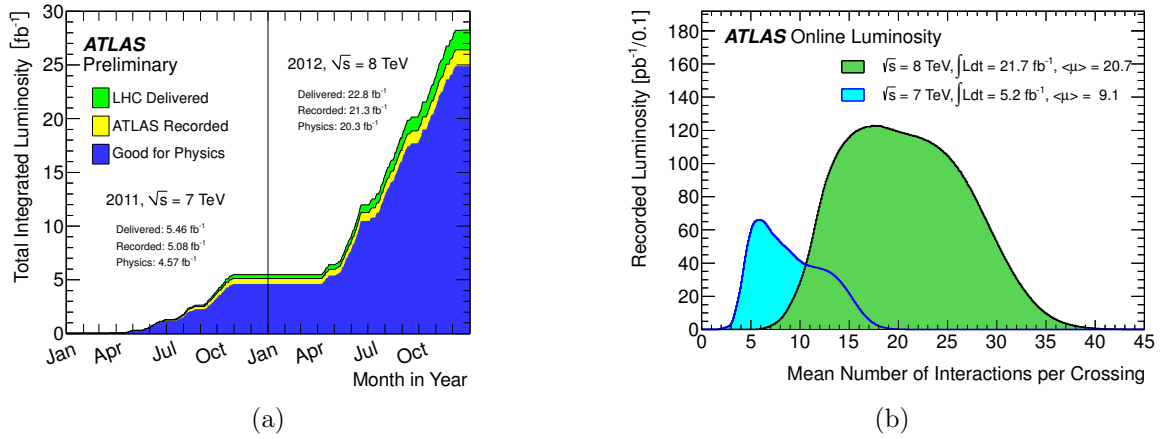 Total Integrated Luminosity [fb⁻¹]
30
25
20
15
10
5
0
ATLAS
Preliminary
LHC Delivered
ATLAS Recorded
Good for Physics
2012, √s = 8 TeV
Delivered: 22.8 fb⁻¹
Recorded: 21.3 fb⁻¹
Physics: 20.3 fb⁻¹
2011, √s = 7 TeV
Delivered: 5.46 fb⁻¹
Recorded: 5.08 fb⁻¹
Physics: 4.57 fb⁻¹
Jan Apr Jul Oct Jan Apr Jul Oct
Month in Year
(a)
Recorded Luminosity [pb⁻¹/0.1]
180
160
140
120
100
80
60
40
20
0
ATLAS Online Luminosity
√s = 8 TeV, ∫Ldt = 21.7 fb⁻¹, <μ> = 20.7
√s = 7 TeV, ∫Ldt = 5.2 fb⁻¹, <μ> = 9.1
0 5 10 15 20 25 30 35 40 45
Mean Number of Interactions per Crossing
(b)